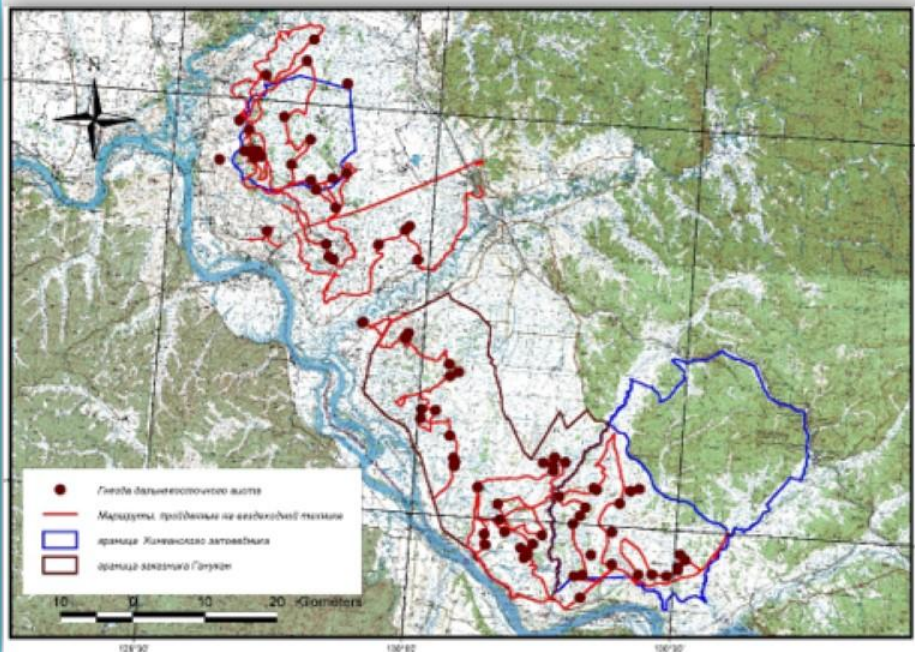 N
Гнезда дальневосточного аиста
Маршруты, пройденные на вездеходной технике
граница Хинганского заповедника
граница заказника Ганукан
10 0 10 20 Kilometers
130°00'
130°30'